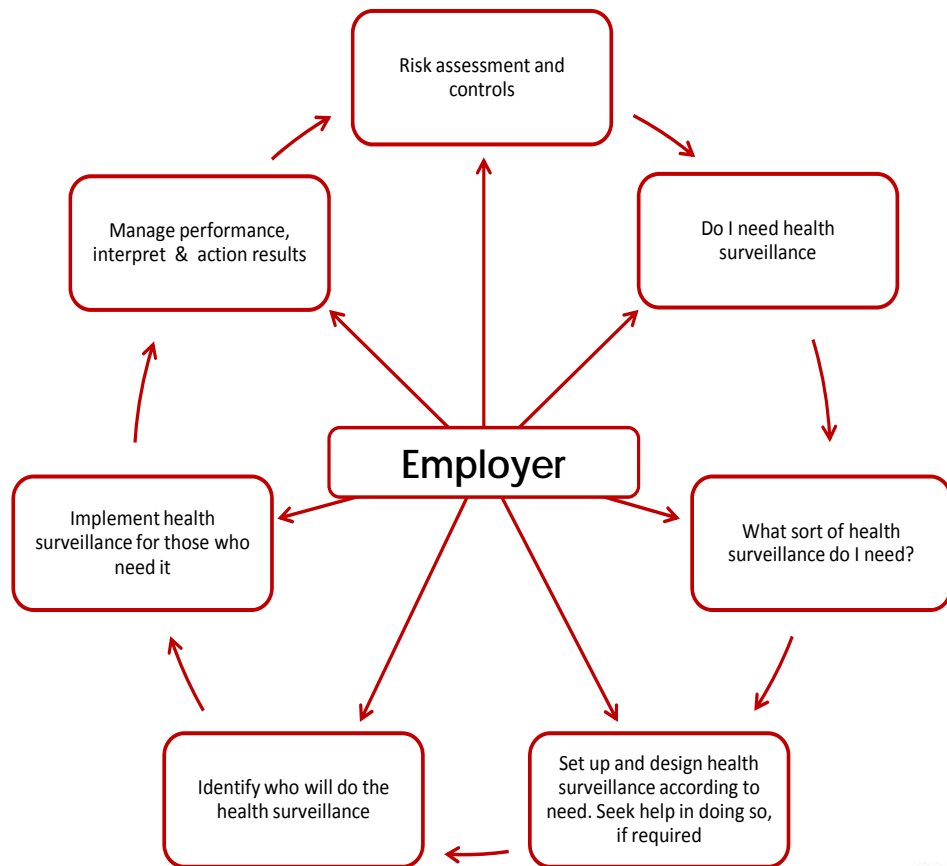 Risk assessment and
controls
Do I need health
surveillance
What sort of health
surveillance do I need?
Set up and design health
surveillance according to
need. Seek help in doing so,
if required
Identify who will do the
health surveillance
Implement health
surveillance for those who
need it
Manage performance,
interpret & action results
Employer